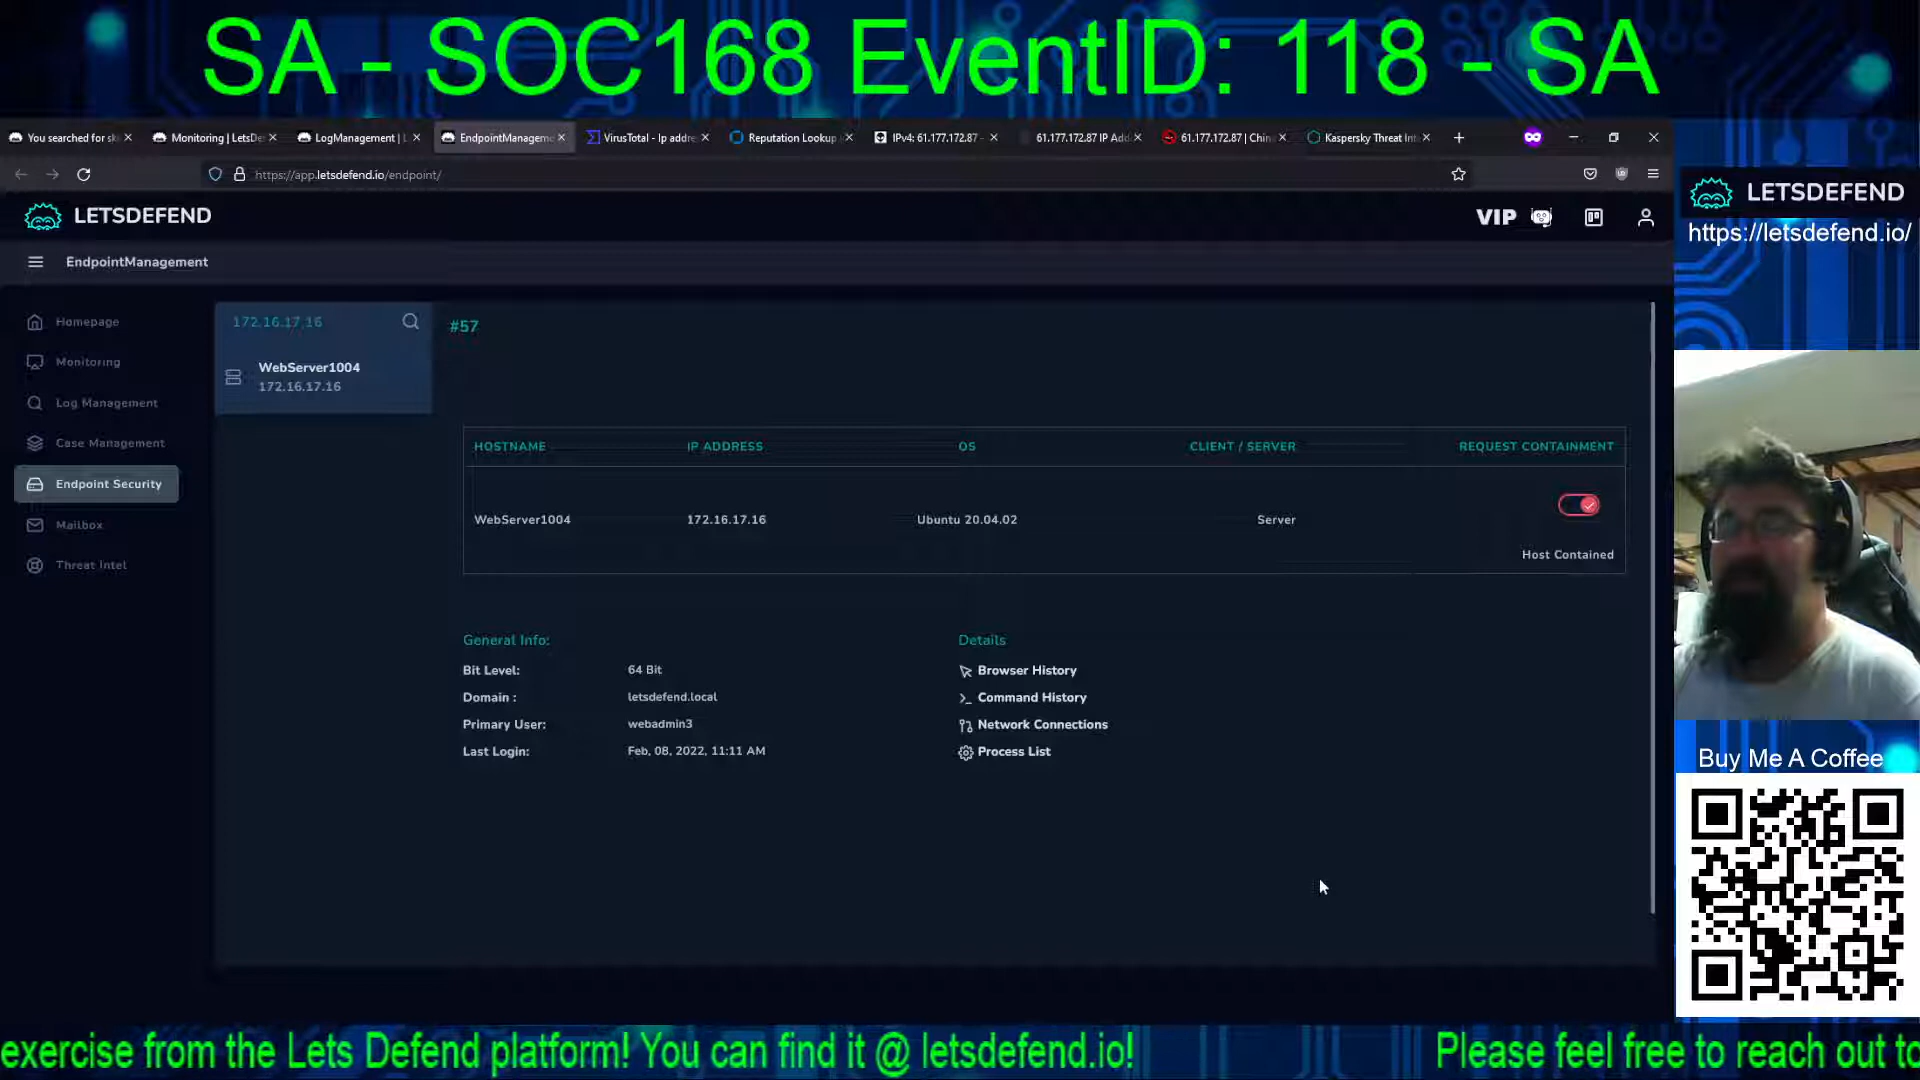 SA - SOC168 EventID: 118 - SA
You searched for sk
Monitoring | LetsDe
LogManagement | L
EndpointManageme
VirusTotal - Ip addre
Reputation Lookup
IPv4: 61.177.172.87 -
61.177.172.87 IP Add
61.177.172.87 | Chin
Kaspersky Threat Int
https://app.letsdefend.io/endpoint/
LETSDEFEND
VIP
EndpointManagement
Homepage
Monitoring
Log Management
Case Management
Endpoint Security
Mailbox
Threat Intel
172.16.17.16
WebServer1004
172.16.17.16
#57
HOSTNAME IP ADDRESS OS CLIENT / SERVER REQUEST CONTAINMENT
WebServer1004 172.16.17.16 Ubuntu 20.04.02 Server
Host Contained
General Info:
Bit Level: 64 Bit
Domain : letsdefend.local
Primary User: webadmin3
Last Login: Feb, 08, 2022, 11:11 AM
Details
Browser History
Command History
Network Connections
Process List
LETSDEFEND
https://letsdefend.io/
Buy Me A Coffee
exercise from the Lets Defend platform! You can find it @ letsdefend.io! Please feel free to reach out to